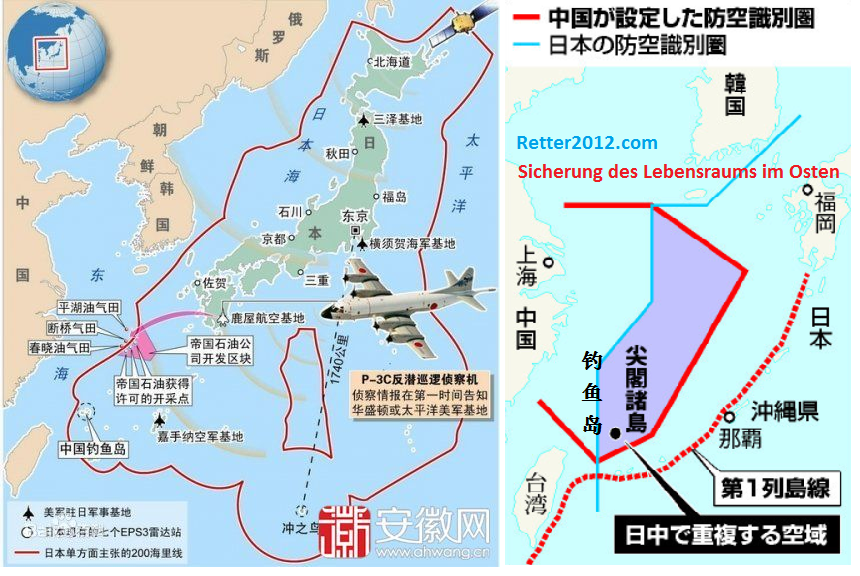 俄
罗
斯
北海道
日
本
海
三泽基地
太
平
洋
朝
鲜
韩
国
秋田
日
福岛
石川
东京
京都
本
横须贺海军基地
中
国
东
海
三重
佐贺
鹿屋航空基地
平湖油气田
断桥气田
春晓油气田
帝国石油公
司开发区块
帝国石油获得
许可的开采点
1740公里
P-3C反潜巡逻侦察机
侦察情报在第一时间告知
华盛顿或太平洋美军基地
嘉手纳空军基地
中国钓鱼岛
美军驻日军事基地
日本现有的七个EPS3雷达站
日本单方面主张的200海里线
冲之鸟
安徽网
www.ahwang.cn
中国が設定した防空識別圏
日本の防空識別圏
韓国
Retter2012.com
Sicherung des Lebensraums im Osten
福岡
上海
中国
日本
钓
鱼
岛
尖閣諸島
沖縄県
那覇
台湾
第1列島線
日中で重複する空域